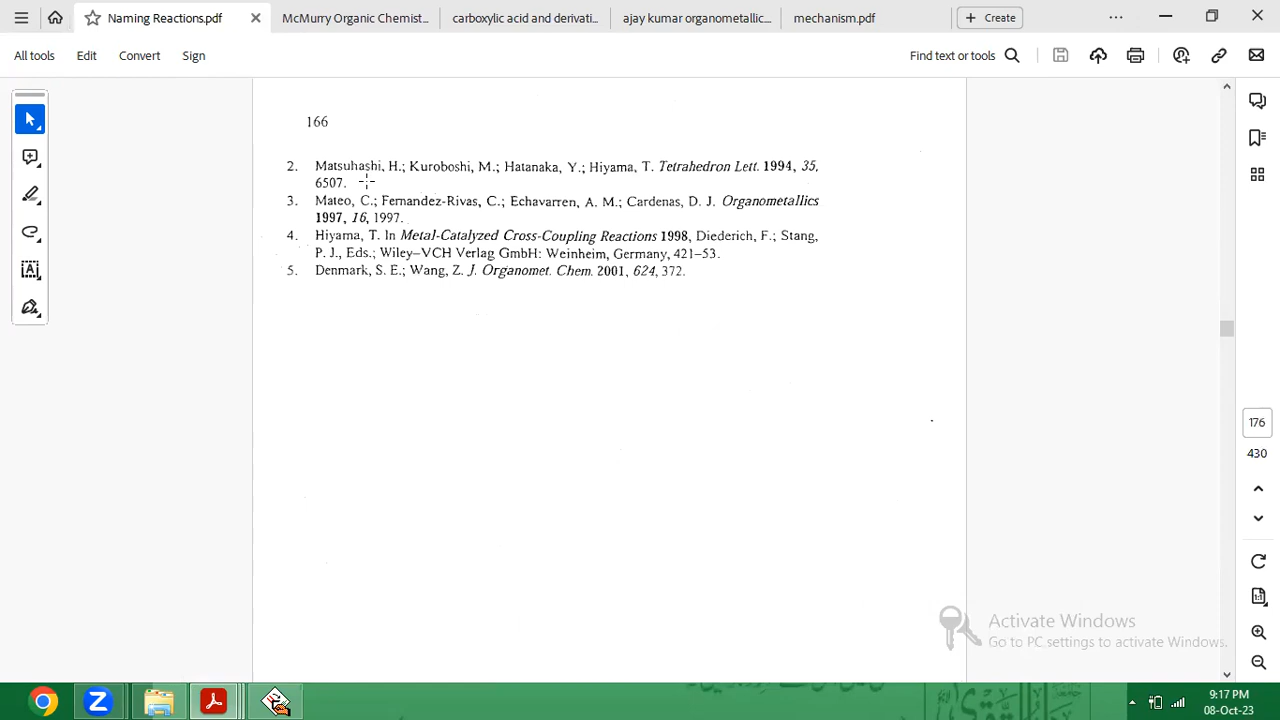 Naming Reactions.pdf
McMurry Organic Chemist...
carboxylic acid and derivati...
ajay kumar organometallic...
mechanism.pdf
Create
All tools
Edit
Convert
Sign
Find text or tools
166
2. Matsuhashi, H.; Kuroboshi, M.; Hatanaka, Y.; Hiyama, T. Tetrahedron Lett. 1994, 35,
6507.
3. Mateo, C.; Fernandez-Rivas, C.; Echavarren, A. M.; Cardenas, D. J. Organometallics
1997, 16, 1997.
4. Hiyama, T. In Metal-Catalyzed Cross-Coupling Reactions 1998, Diederich, F.; Stang,
P. J., Eds.; Wiley–VCH Verlag GmbH: Weinheim, Germany, 421–53.
5. Denmark, S. E.; Wang, Z. J. Organomet. Chem. 2001, 624, 372.
176
430
1:1
Activate Windows
Go to PC settings to activate Windows.
9:17 PM
08-Oct-23